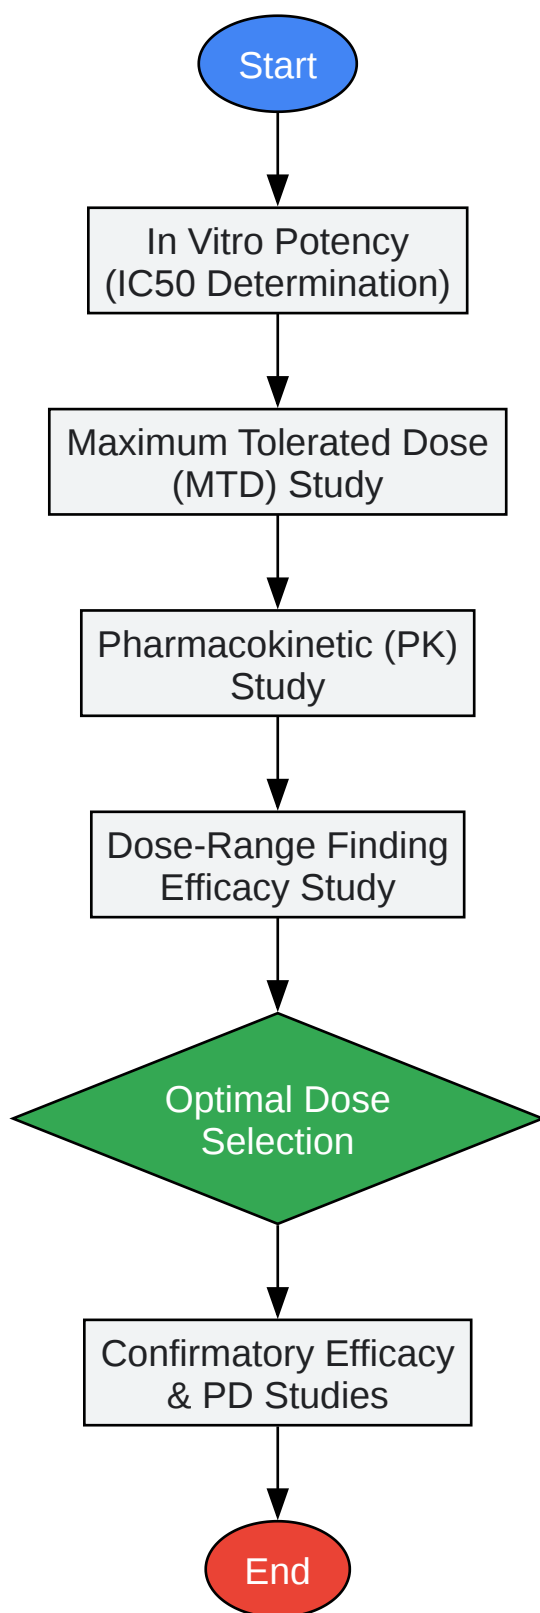 Start
In Vitro Potency
(IC50 Determination)
Maximum Tolerated Dose
(MTD) Study
Pharmacokinetic (PK)
Study
Dose-Range Finding
Efficacy Study
Optimal Dose
Selection
Confirmatory Efficacy
& PD Studies
End